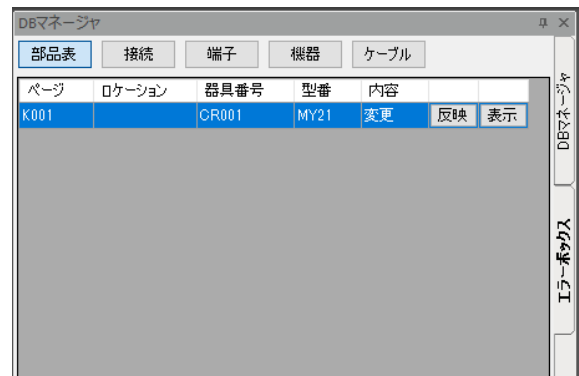 DBマネージャ
部品表 接続 端子 機器 ケーブル
ページ ロケーション 器具番号 型番 内容
K001 CR001 MY21 変更 反映 表示
DBマネージャ
エラーボックス